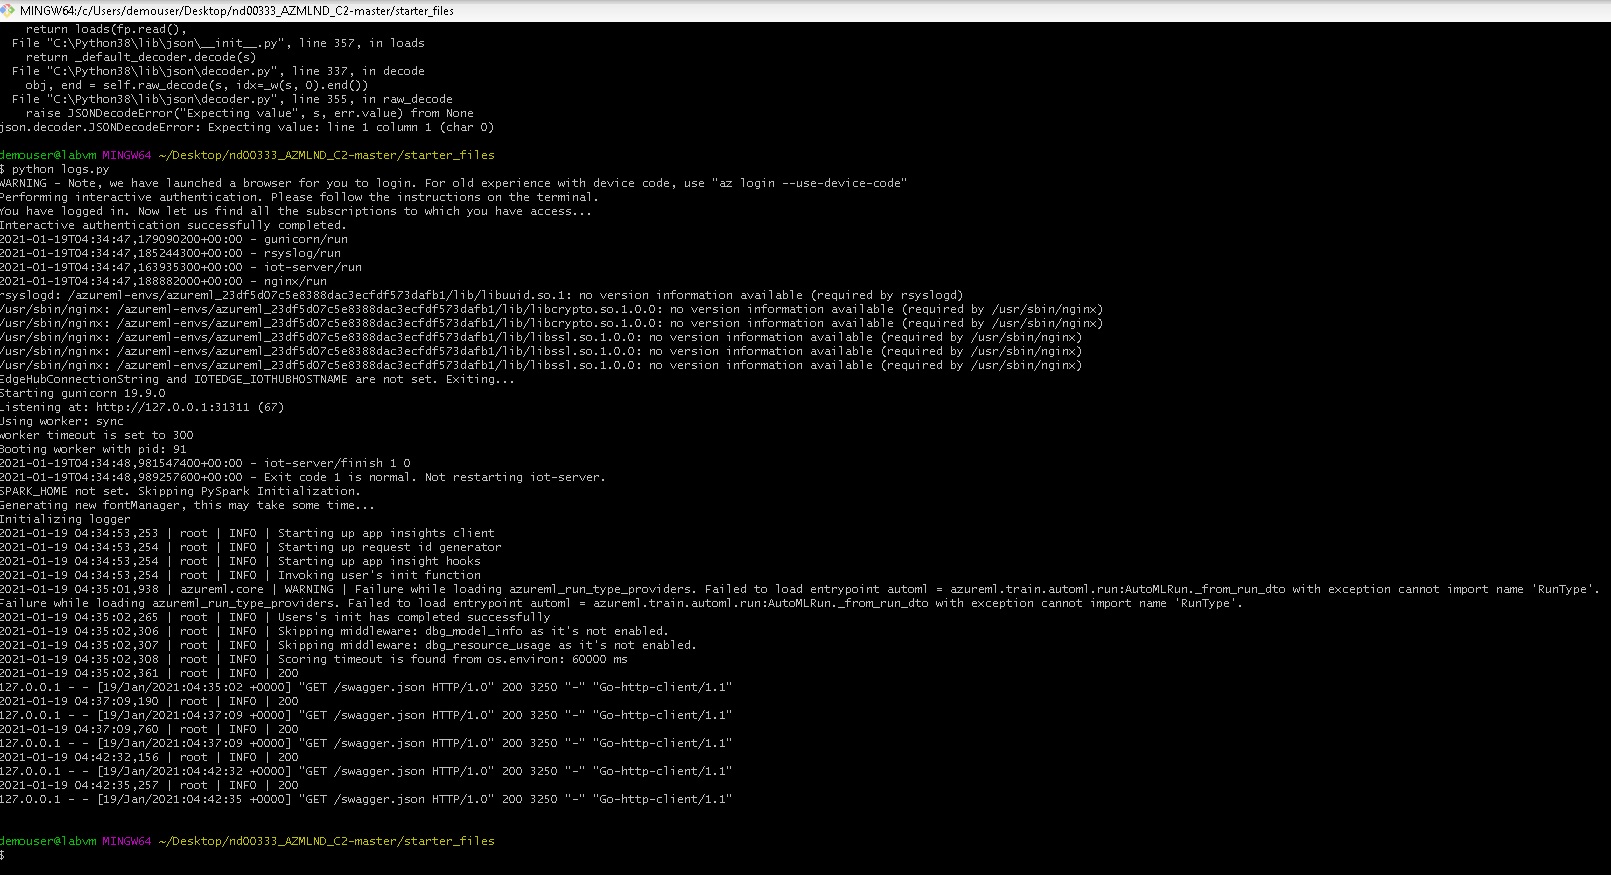 MINGW64:/c/Users/demouser/Desktop/nd00333_AZMLND_C2-master/starter_files
return loads(fp.read(),
File "C:\Python38\lib\json\__init__.py", line 357, in loads
return _default_decoder.decode(s)
File "C:\Python38\lib\json\decoder.py", line 337, in decode
obj, end = self.raw_decode(s, idx=_w(s, 0).end())
File "C:\Python38\lib\json\decoder.py", line 355, in raw_decode
raise JSONDecodeError("Expecting value", s, err.value) from None
json.decoder.JSONDecodeError: Expecting value: line 1 column 1 (char 0)
demouser@labvm MINGW64 ~/Desktop/nd00333_AZMLND_C2-master/starter_files
$ python logs.py
WARNING - Note, we have launched a browser for you to login. For old experience with device code, use "az login --use-device-code"
Performing interactive authentication. Please follow the instructions on the terminal.
You have logged in. Now let us find all the subscriptions to which you have access...
Interactive authentication successfully completed.
2021-01-19T04:34:47,179090200+00:00 - gunicorn/run
2021-01-19T04:34:47,185244300+00:00 - rsyslog/run
2021-01-19T04:34:47,163935300+00:00 - iot-server/run
2021-01-19T04:34:47,188882000+00:00 - nginx/run
rsyslogd: /azureml-envs/azureml_23df5d07c5e8388dac3ecfdf573dafb1/lib/libuuid.so.1: no version information available (required by rsyslogd)
/usr/sbin/nginx: /azureml-envs/azureml_23df5d07c5e8388dac3ecfdf573dafb1/lib/libcrypto.so.1.0.0: no version information available (required by /usr/sbin/nginx)
/usr/sbin/nginx: /azureml-envs/azureml_23df5d07c5e8388dac3ecfdf573dafb1/lib/libcrypto.so.1.0.0: no version information available (required by /usr/sbin/nginx)
/usr/sbin/nginx: /azureml-envs/azureml_23df5d07c5e8388dac3ecfdf573dafb1/lib/libssl.so.1.0.0: no version information available (required by /usr/sbin/nginx)
/usr/sbin/nginx: /azureml-envs/azureml_23df5d07c5e8388dac3ecfdf573dafb1/lib/libssl.so.1.0.0: no version information available (required by /usr/sbin/nginx)
/usr/sbin/nginx: /azureml-envs/azureml_23df5d07c5e8388dac3ecfdf573dafb1/lib/libssl.so.1.0.0: no version information available (required by /usr/sbin/nginx)
EdgeHubConnectionString and IOTEDGE_IOTHUBHOSTNAME are not set. Exiting...
Starting gunicorn 19.9.0
Listening at: http://127.0.0.1:31311 (67)
Using worker: sync
worker timeout is set to 300
Booting worker with pid: 91
2021-01-19T04:34:48,981547400+00:00 - iot-server/finish 1 0
2021-01-19T04:34:48,989257600+00:00 - Exit code 1 is normal. Not restarting iot-server.
SPARK_HOME not set. Skipping PySpark Initialization.
Generating new fontManager, this may take some time...
Initializing logger
2021-01-19 04:34:53,253 | root | INFO | Starting up app insights client
2021-01-19 04:34:53,254 | root | INFO | Starting up request id generator
2021-01-19 04:34:53,254 | root | INFO | Starting up app insight hooks
2021-01-19 04:34:53,254 | root | INFO | Invoking user's init function
2021-01-19 04:35:01,938 | azureml.core | WARNING | Failure while loading azureml_run_type_providers. Failed to load entrypoint automl = azureml.train.automl.run:AutoMLRun._from_run_dto with exception cannot import name 'RunType'.
Failure while loading azureml_run_type_providers. Failed to load entrypoint automl = azureml.train.automl.run:AutoMLRun._from_run_dto with exception cannot import name 'RunType'.
2021-01-19 04:35:02,265 | root | INFO | Users's init has completed successfully
2021-01-19 04:35:02,306 | root | INFO | Skipping middleware: dbg_model_info as it's not enabled.
2021-01-19 04:35:02,307 | root | INFO | Skipping middleware: dbg_resource_usage as it's not enabled.
2021-01-19 04:35:02,308 | root | INFO | Scoring timeout is found from os.environ: 60000 ms
2021-01-19 04:35:02,361 | root | INFO | 200
127.0.0.1 - - [19/Jan/2021:04:35:02 +0000] "GET /swagger.json HTTP/1.0" 200 3250 "-" "Go-http-client/1.1"
2021-01-19 04:37:09,190 | root | INFO | 200
127.0.0.1 - - [19/Jan/2021:04:37:09 +0000] "GET /swagger.json HTTP/1.0" 200 3250 "-" "Go-http-client/1.1"
2021-01-19 04:37:09,760 | root | INFO | 200
127.0.0.1 - - [19/Jan/2021:04:37:09 +0000] "GET /swagger.json HTTP/1.0" 200 3250 "-" "Go-http-client/1.1"
2021-01-19 04:42:32,156 | root | INFO | 200
127.0.0.1 - - [19/Jan/2021:04:42:32 +0000] "GET /swagger.json HTTP/1.0" 200 3250 "-" "Go-http-client/1.1"
2021-01-19 04:42:35,257 | root | INFO | 200
127.0.0.1 - - [19/Jan/2021:04:42:35 +0000] "GET /swagger.json HTTP/1.0" 200 3250 "-" "Go-http-client/1.1"
demouser@labvm MINGW64 ~/Desktop/nd00333_AZMLND_C2-master/starter_files
$